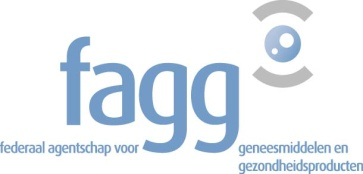 fagg
federaal agentschap voor geneesmiddelen en
gezondheidsproducten